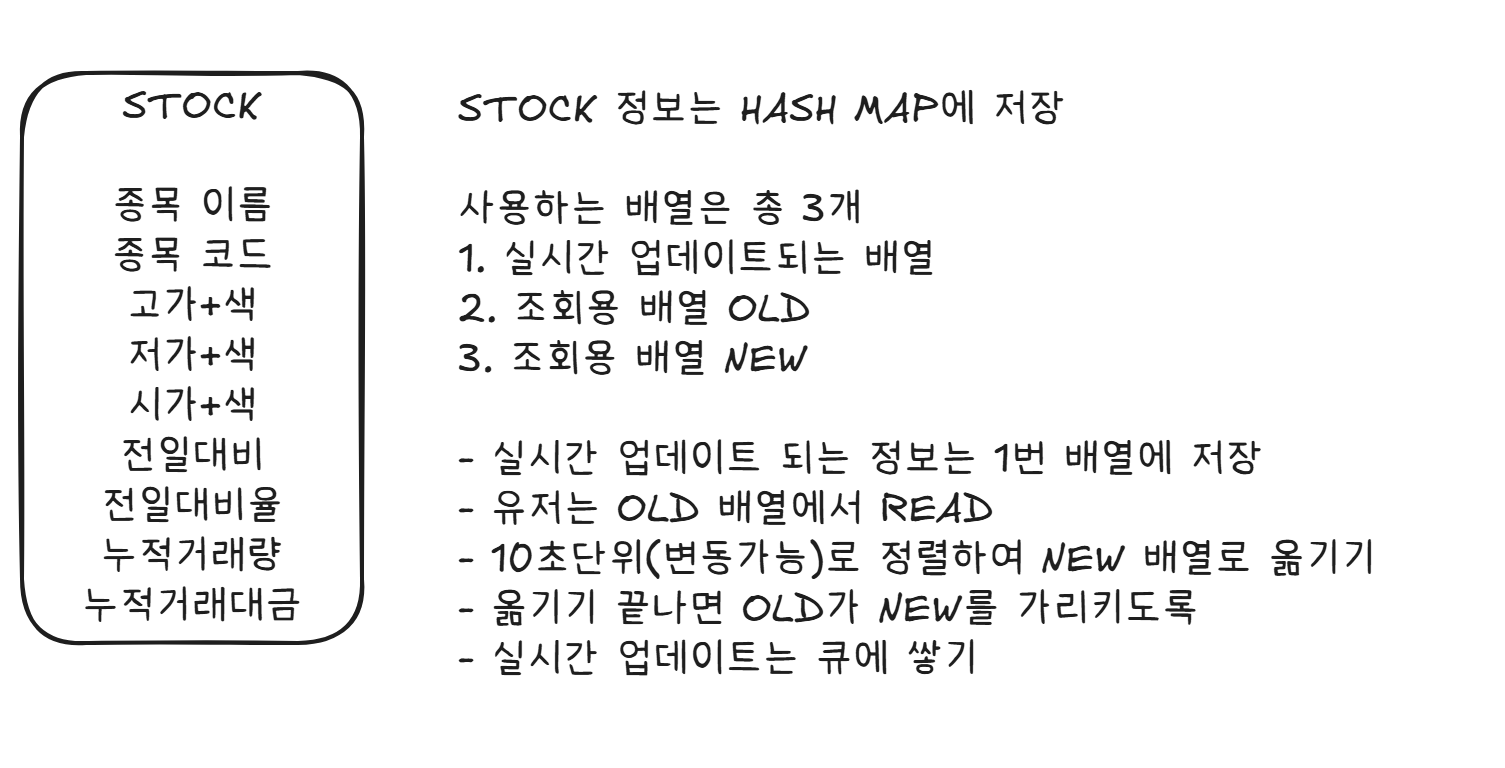 STOCK
종목 이름
종목 코드
고가+색
저가+색
시가+색
전일대비
전일대비율
누적거래량
누적거래대금
STOCK 정보는 HASH MAP에 저장
사용하는 배열은 총 3개
1. 실시간 업데이트되는 배열
2. 조회용 배열 OLD
3. 조회용 배열 NEW
- 실시간 업데이트 되는 정보는 1번 배열에 저장
- 유저는 OLD 배열에서 READ
- 10초단위(변동가능)로 정렬하여 NEW 배열로 옮기기
- 옮기기 끝나면 OLD가 NEW를 가리키도록
- 실시간 업데이트는 큐에 쌓기